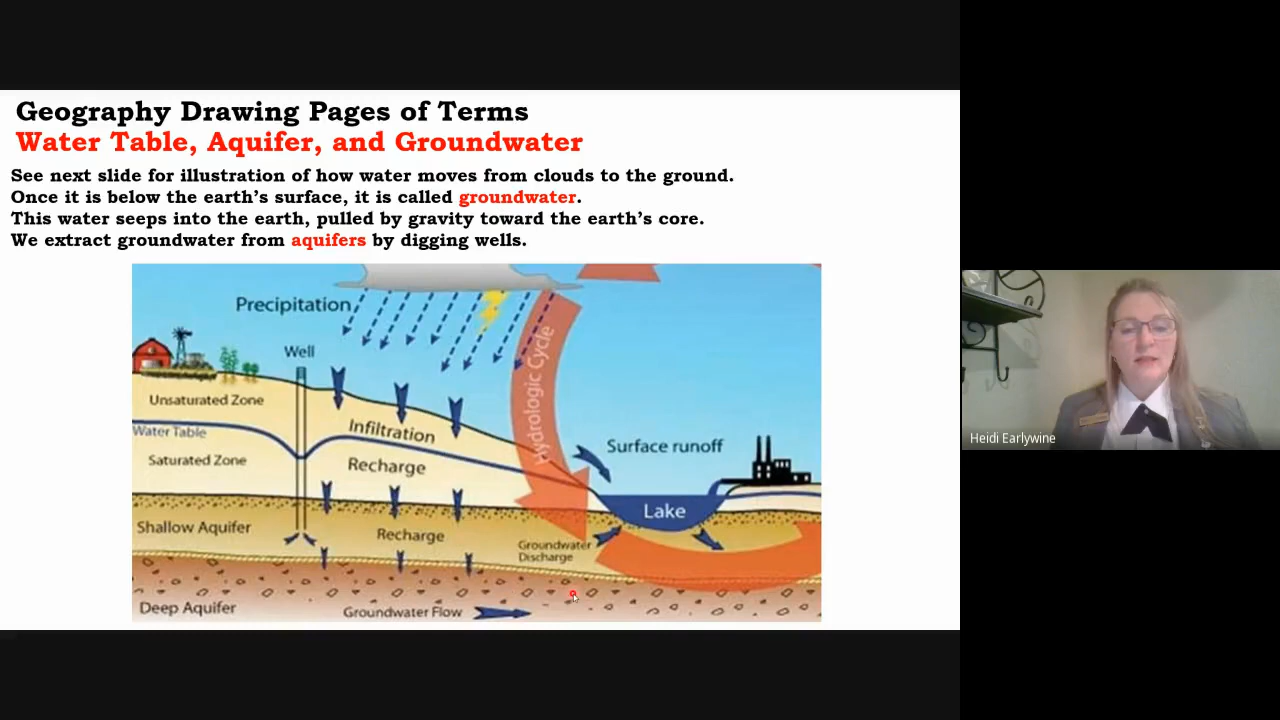 Geography Drawing Pages of Terms
Water Table, Aquifer, and Groundwater
See next slide for illustration of how water moves from clouds to the ground.
Once it is below the earth's surface, it is called groundwater.
This water seeps into the earth, pulled by gravity toward the earth's core.
We extract groundwater from aquifers by digging wells.
Precipitation
Well
Hydrologic Cycle
Unsaturated Zone
Water Table
Infiltration
Surface runoff
Saturated Zone
Recharge
Lake
Shallow Aquifer
Recharge
Groundwater
Discharge
Deep Aquifer
Groundwater Flow
Heidi Earlywine